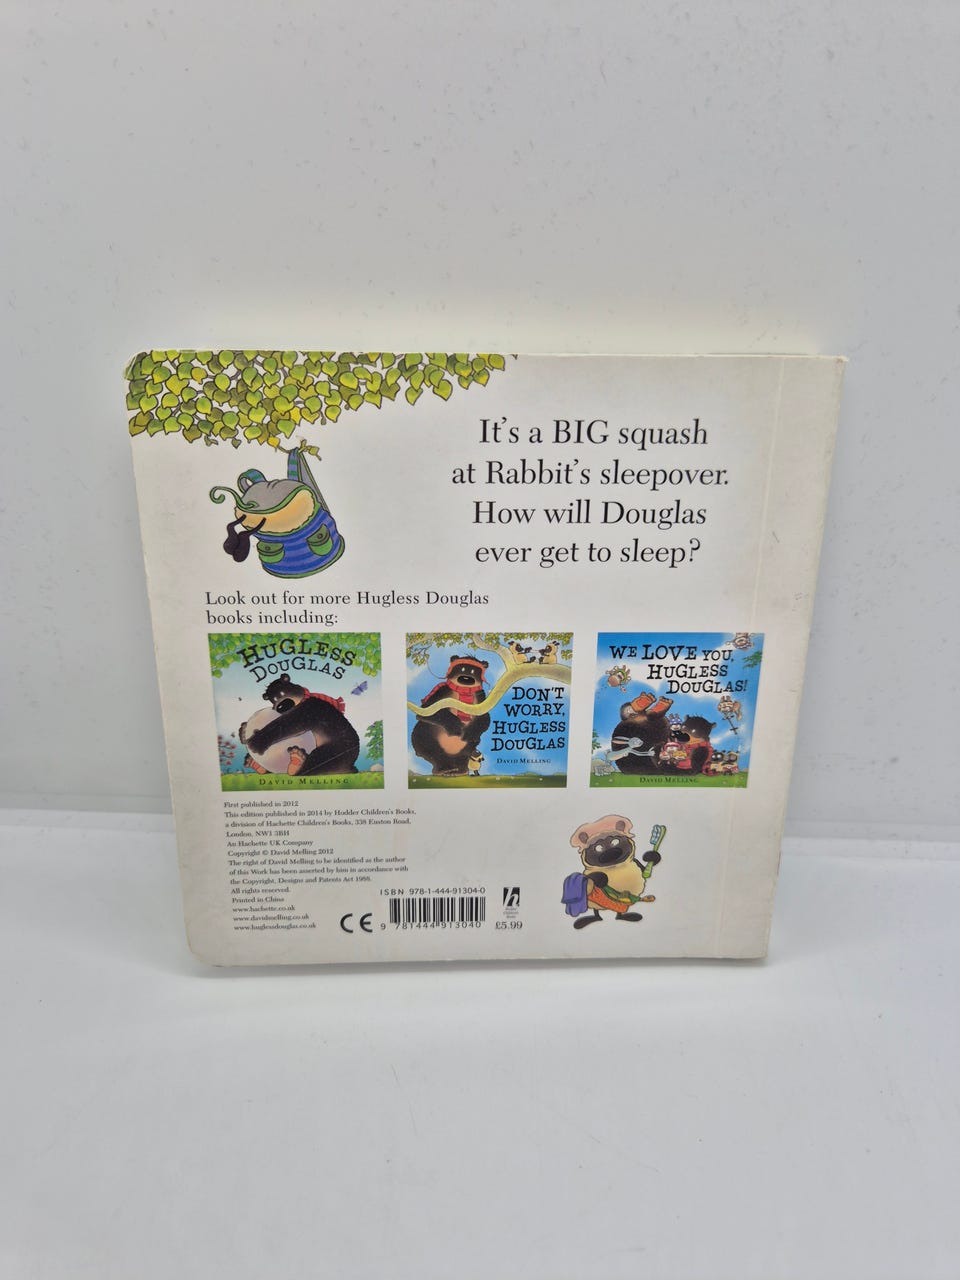 It's a BIG squash
at Rabbit's sleepover.
How will Douglas
ever get to sleep?
Look out for more Hugless Douglas
books including:
HUGLESS
DOUGLAS
DAVID MELLING
DON'T
WORRY,
HUGLESS
DOUGLAS
DAVID MELLING
WE LOVE YOU,
HUGLESS
DOUGLAS!
DAVID MELLING
First published in 2012
This edition published in 2014 by Hodder Children's Books,
a division of Hachette Children's Books, 338 Euston Road,
London, NW1 3BH
An Hachette UK Company
Copyright © David Melling 2012
The right of David Melling to be identified as the author
of this Work has been asserted by him in accordance with
the Copyright, Designs and Patents Act 1988.
All rights reserved.
Printed in China
www.hachette.co.uk
www.davidmelling.co.uk
www.huglessdouglas.co.uk
CE
ISBN 978-1-444-91304-0
9 781444 913040
h
Hodder
Children's
Books
£5.99